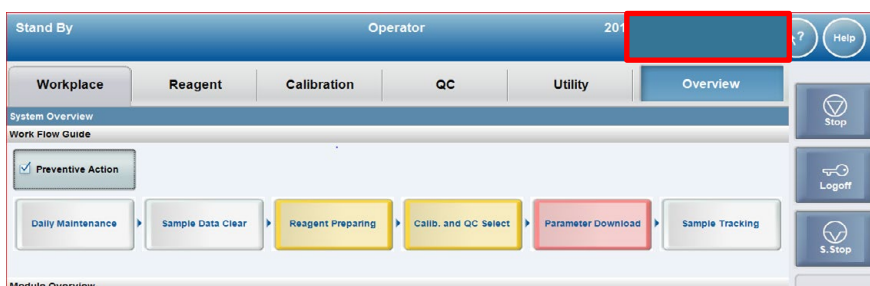 Stand By Operator 201
? Help
Workplace Reagent Calibration QC Utility Overview
System Overview
Work Flow Guide
Stop
Preventive Action
Logoff
Daily Maintenance Sample Data Clear Reagent Preparing Calib. and QC Select Parameter Download Sample Tracking
S.Stop
Module Overview